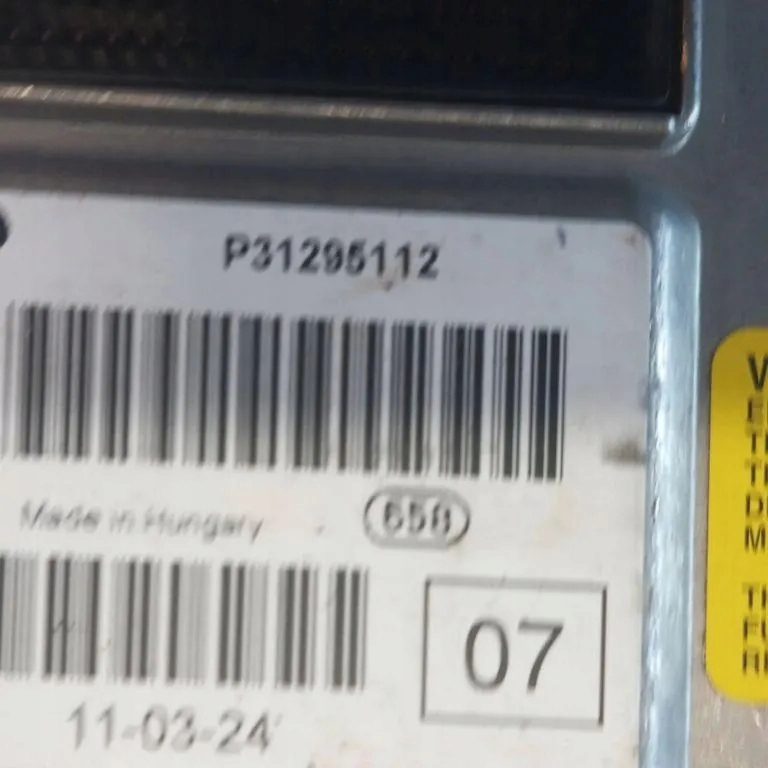 P31295112
Made in Hungary
658
07
11-03-24